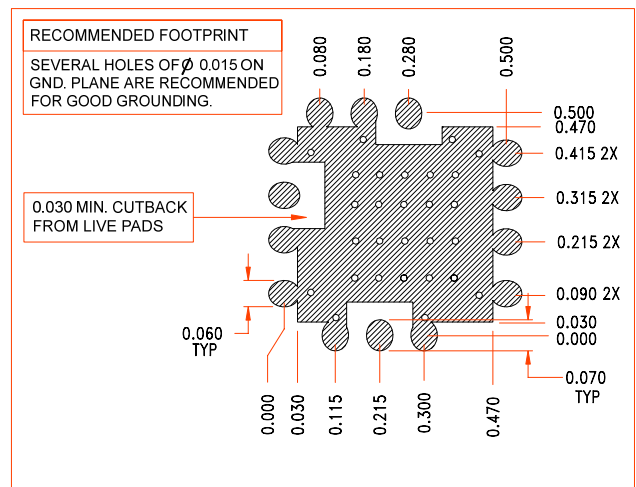 RECOMMENDED FOOTPRINT
SEVERAL HOLES OF ϕ 0.015 ON
GND. PLANE ARE RECOMMENDED
FOR GOOD GROUNDING.
0.080
0.180
0.280
0.500
0.500
0.470
0.415 2X
0.315 2X
0.215 2X
0.090 2X
0.030
0.000
0.030 MIN. CUTBACK
FROM LIVE PADS
0.060
TYP
0.070
TYP
0.000
0.030
0.115
0.215
0.300
0.470